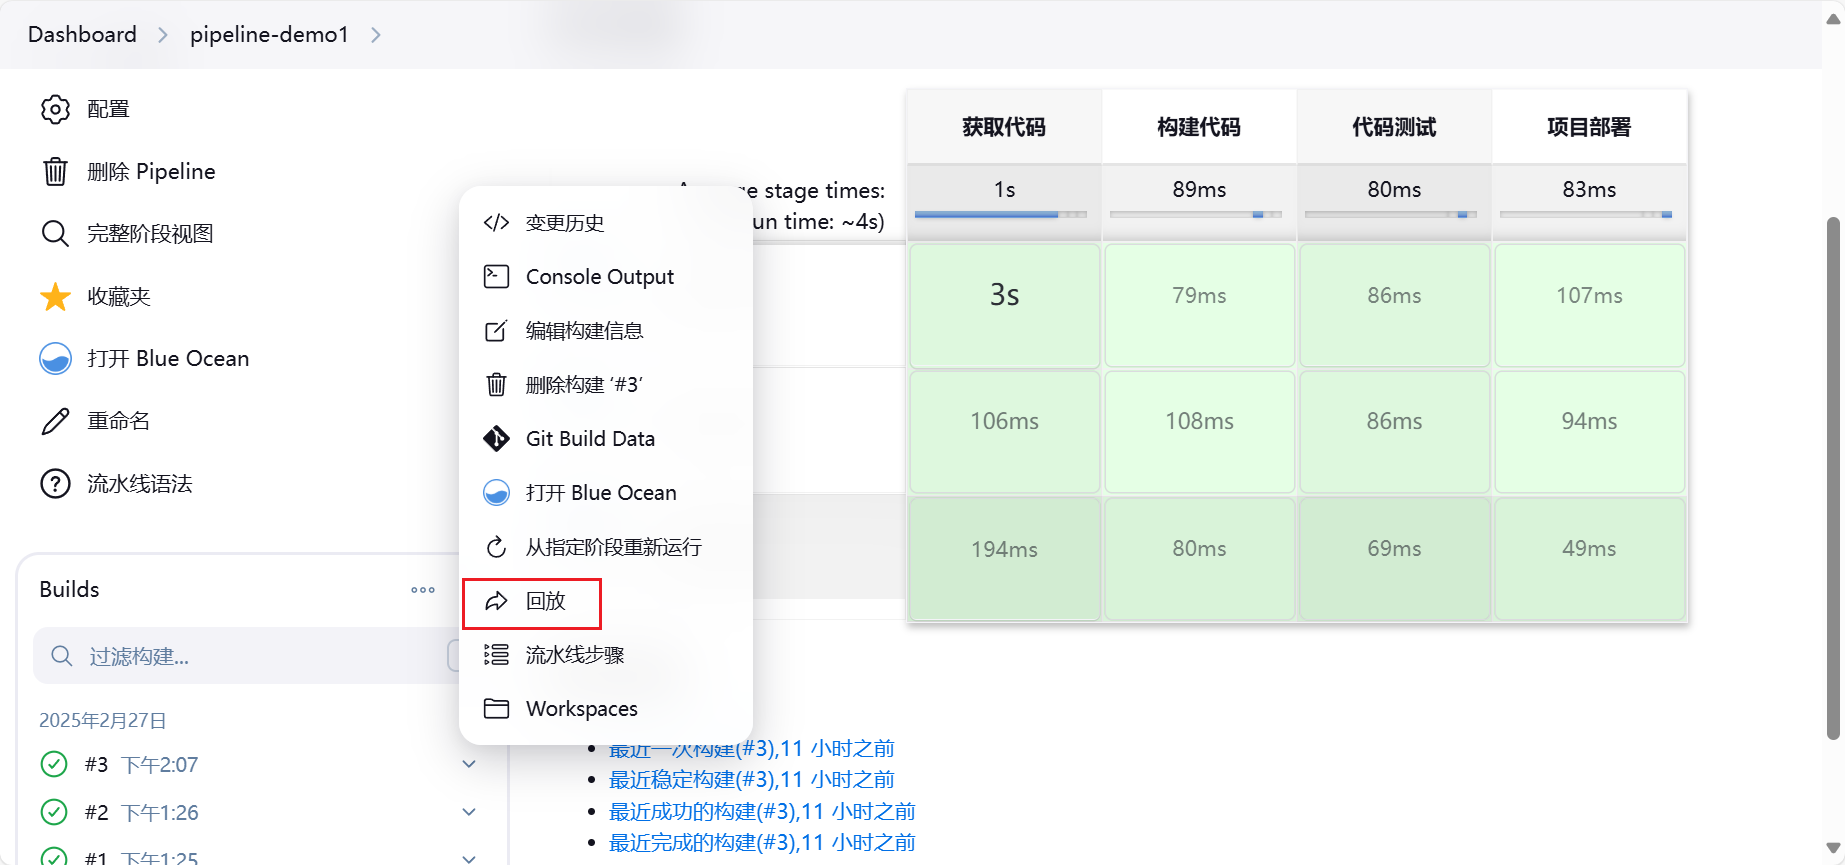 Dashboard
pipeline-demo1
配置
删除 Pipeline
完整阶段视图
收藏夹
打开 Blue Ocean
重命名
流水线语法
Builds
过滤构建...
2025年2月27日
#3 下午2:07
#2 下午1:26
#1 下午1:25
变更历史
Console Output
编辑构建信息
删除构建 ‘#3’
Git Build Data
打开 Blue Ocean
从指定阶段重新运行
回放
流水线步骤
Workspaces
stage times:
run time: ~4s)
获取代码 构建代码 代码测试 项目部署
1s 89ms 80ms 83ms
3s 79ms 86ms 107ms
106ms 108ms 86ms 94ms
194ms 80ms 69ms 49ms
最近一次构建(#3),11 小时之前
最近稳定构建(#3),11 小时之前
最近成功的构建(#3),11 小时之前
最近完成的构建(#3),11 小时之前